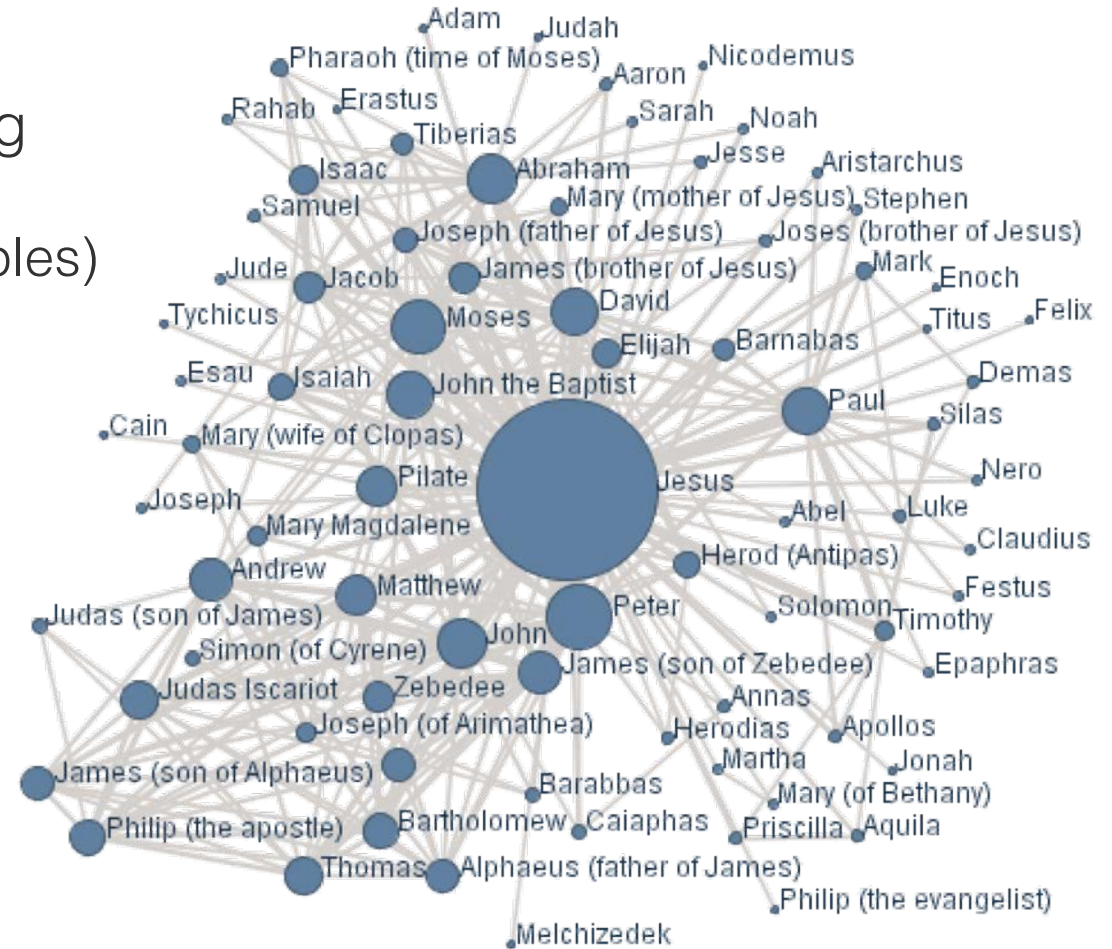 Adam
Judah
Pharaoh (time of Moses)
Nicodemus
Aaron
Rahab
Erastus
Sarah
Noah
g
Tiberias
Jesse
Aristarchus
Isaac
Abraham
Samuel
Mary (mother of Jesus)
Stephen
Joseph (father of Jesus)
Joses (brother of Jesus)
ples)
Jude
Jacob
James (brother of Jesus)
Mark
Enoch
Tychicus
Moses
David
Titus
Felix
Elijah
Barnabas
Esau
Isaiah
John the Baptist
Demas
Paul
Silas
Cain
Mary (wife of Clopas)
Pilate
Jesus
Nero
Joseph
Abel
Luke
Mary Magdalene
Claudius
Andrew
Matthew
Herod (Antipas)
Festus
Judas (son of James)
Peter
Solomon
Timothy
Simon (of Cyrene)
John
James (son of Zebedee)
Epaphras
Judas Iscariot
Zebedee
Annas
Joseph (of Arimathea)
Herodias
Apollos
James (son of Alphaeus)
Martha
Jonah
Barabbas
Mary (of Bethany)
Philip (the apostle)
Bartholomew
Caiaphas
Priscilla
Aquila
Thomas
Alphaeus (father of James)
Philip (the evangelist)
Melchizedek